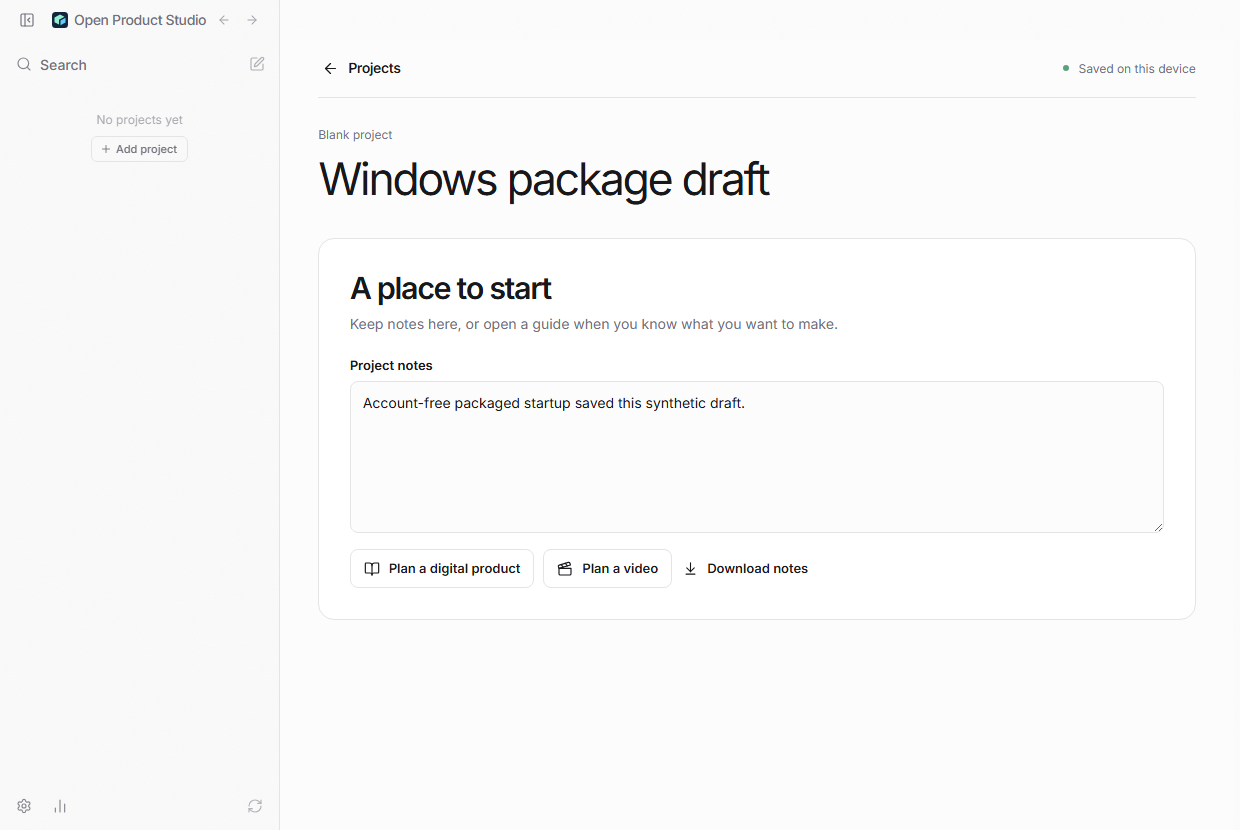 Open Product Studio
Search
No projects yet
Add project
Projects
Saved on this device
Blank project
Windows package draft
A place to start
Keep notes here, or open a guide when you know what you want to make.
Project notes
Account-free packaged startup saved this synthetic draft.
Plan a digital product
Plan a video
Download notes